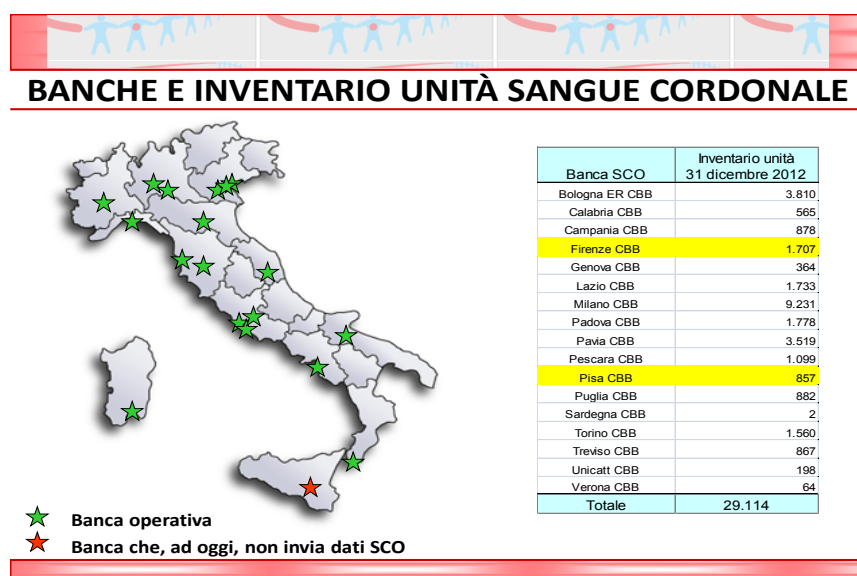 BANCHE E INVENTARIO UNITÀ SANGUE CORDONALE
Banca SCO Inventario unità 31 dicembre 2012
Bologna ER CBB 3.810
Calabria CBB 565
Campania CBB 878
Firenze CBB 1.707
Genova CBB 364
Lazio CBB 1.733
Milano CBB 9.231
Padova CBB 1.778
Pavia CBB 3.519
Pescara CBB 1.099
Pisa CBB 857
Puglia CBB 882
Sardegna CBB 2
Torino CBB 1.560
Treviso CBB 867
Unicatt CBB 198
Verona CBB 64
Totale 29.114
Banca operativa
Banca che, ad oggi, non invia dati SCO